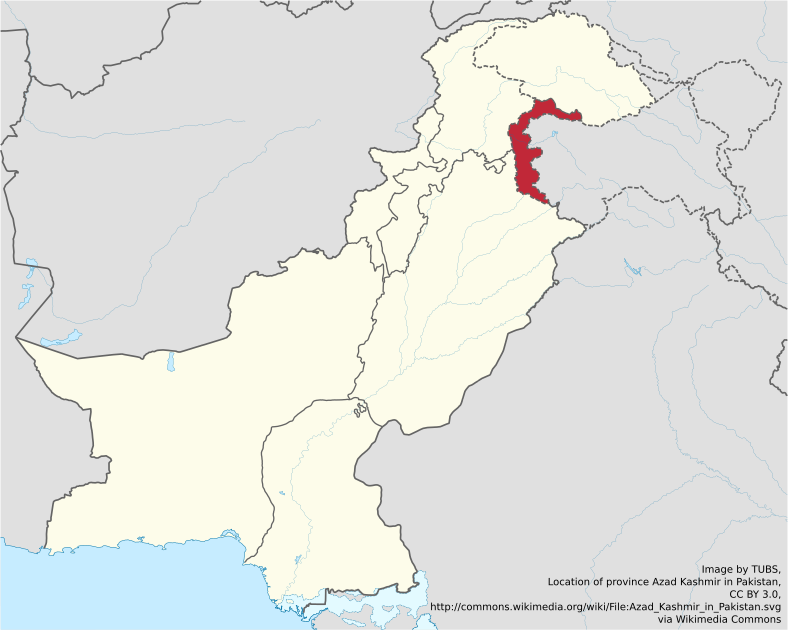 Image by TUBS,
Location of province Azad Kashmir in Pakistan,
CC BY 3.0,
http://commons.wikimedia.org/wiki/File:Azad_Kashmir_in_Pakistan.svg
via Wikimedia Commons